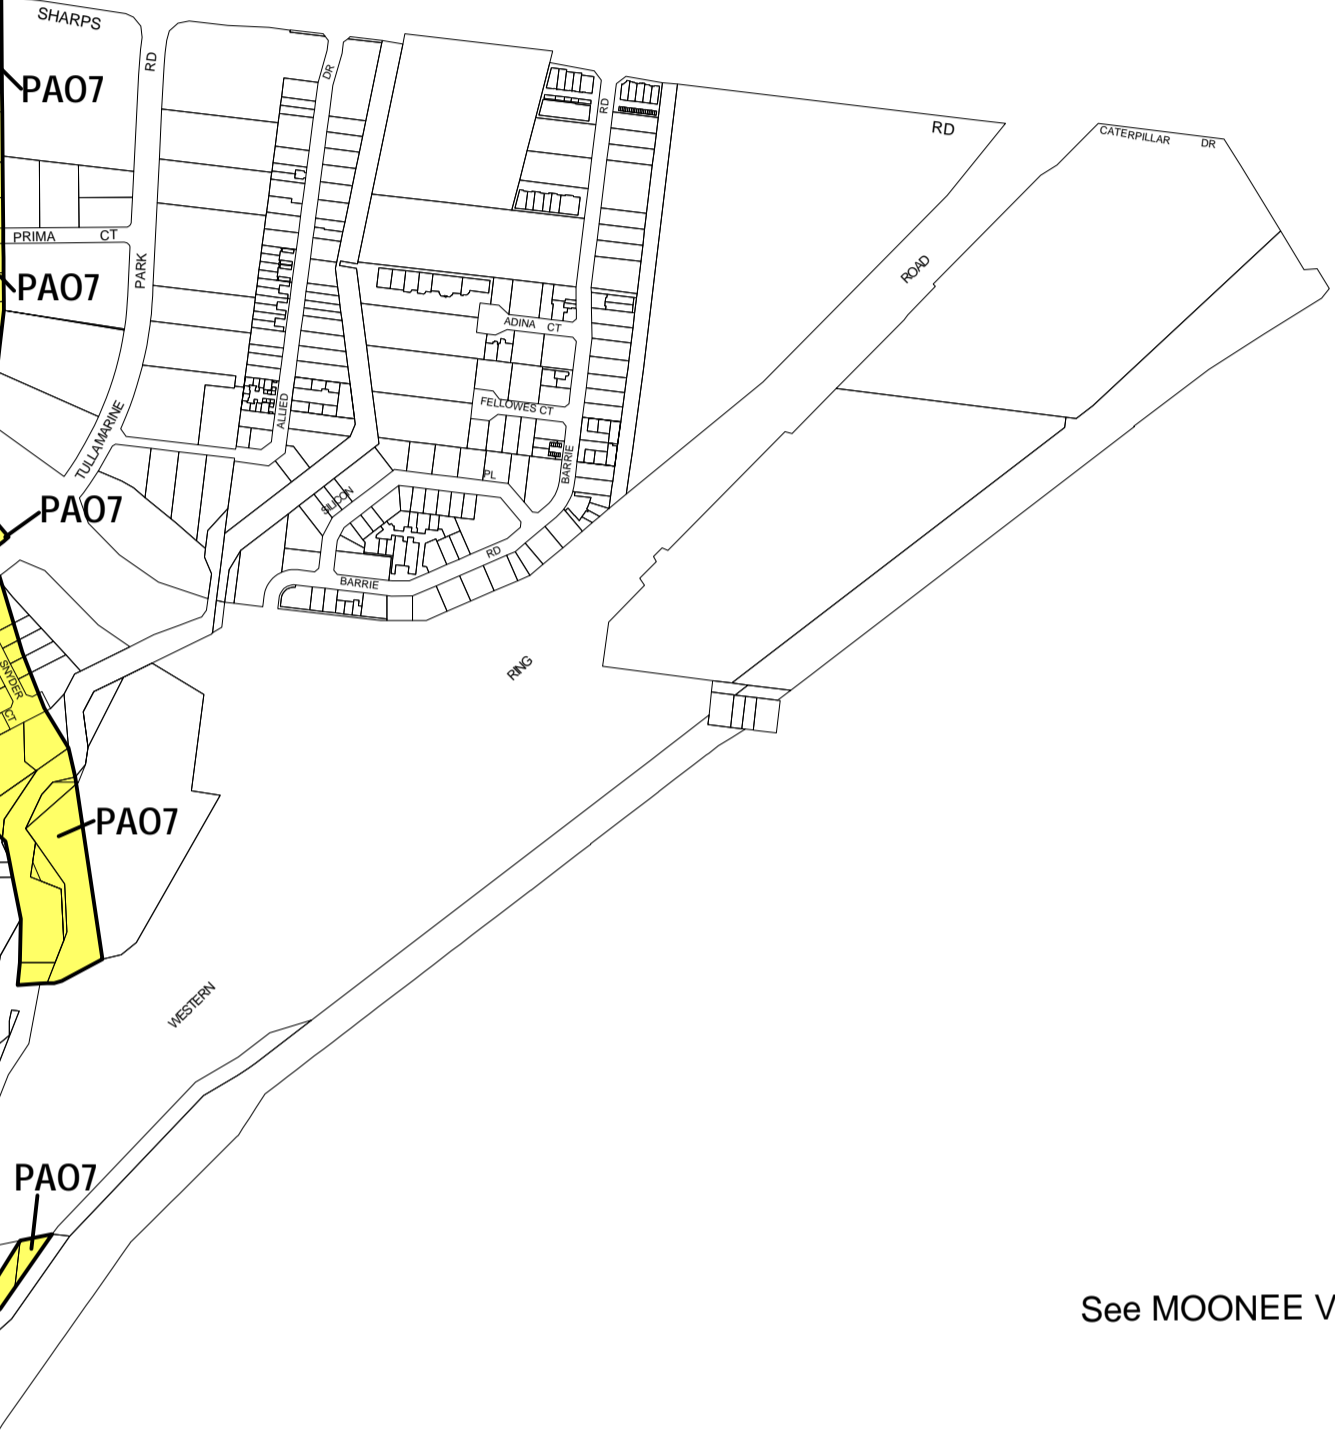 SHARPS
RD
PAO7
DR
RD
RD
CATERPILLAR DR
PRIMA CT
PARK
ROAD
PAO7
ADINA CT
FELLOWES CT
ALLIED
TULLAMARINE
BARRIE
PL
SILICON
PAO7
RD
BARRIE
RING
SNYDER
CT
PAO7
WESTERN
PAO7
See MOONEE V